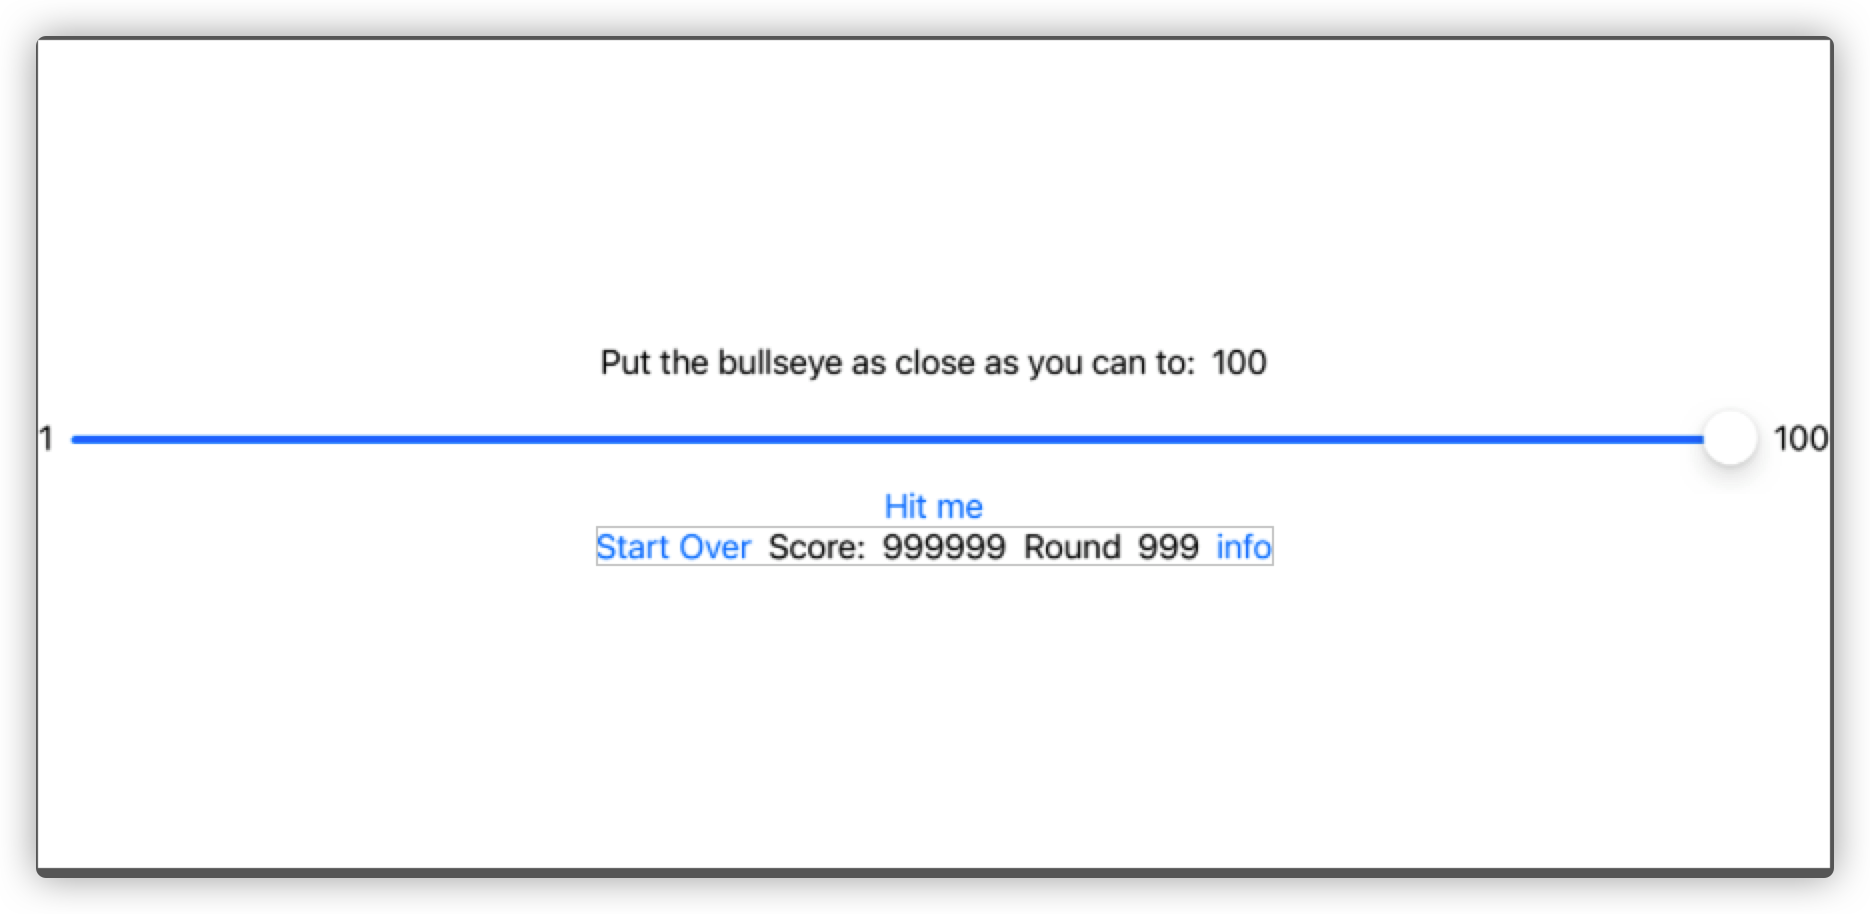 Put the bullseye as close as you can to: 100
1 100
Hit me
Start Over Score: 999999 Round 999 info